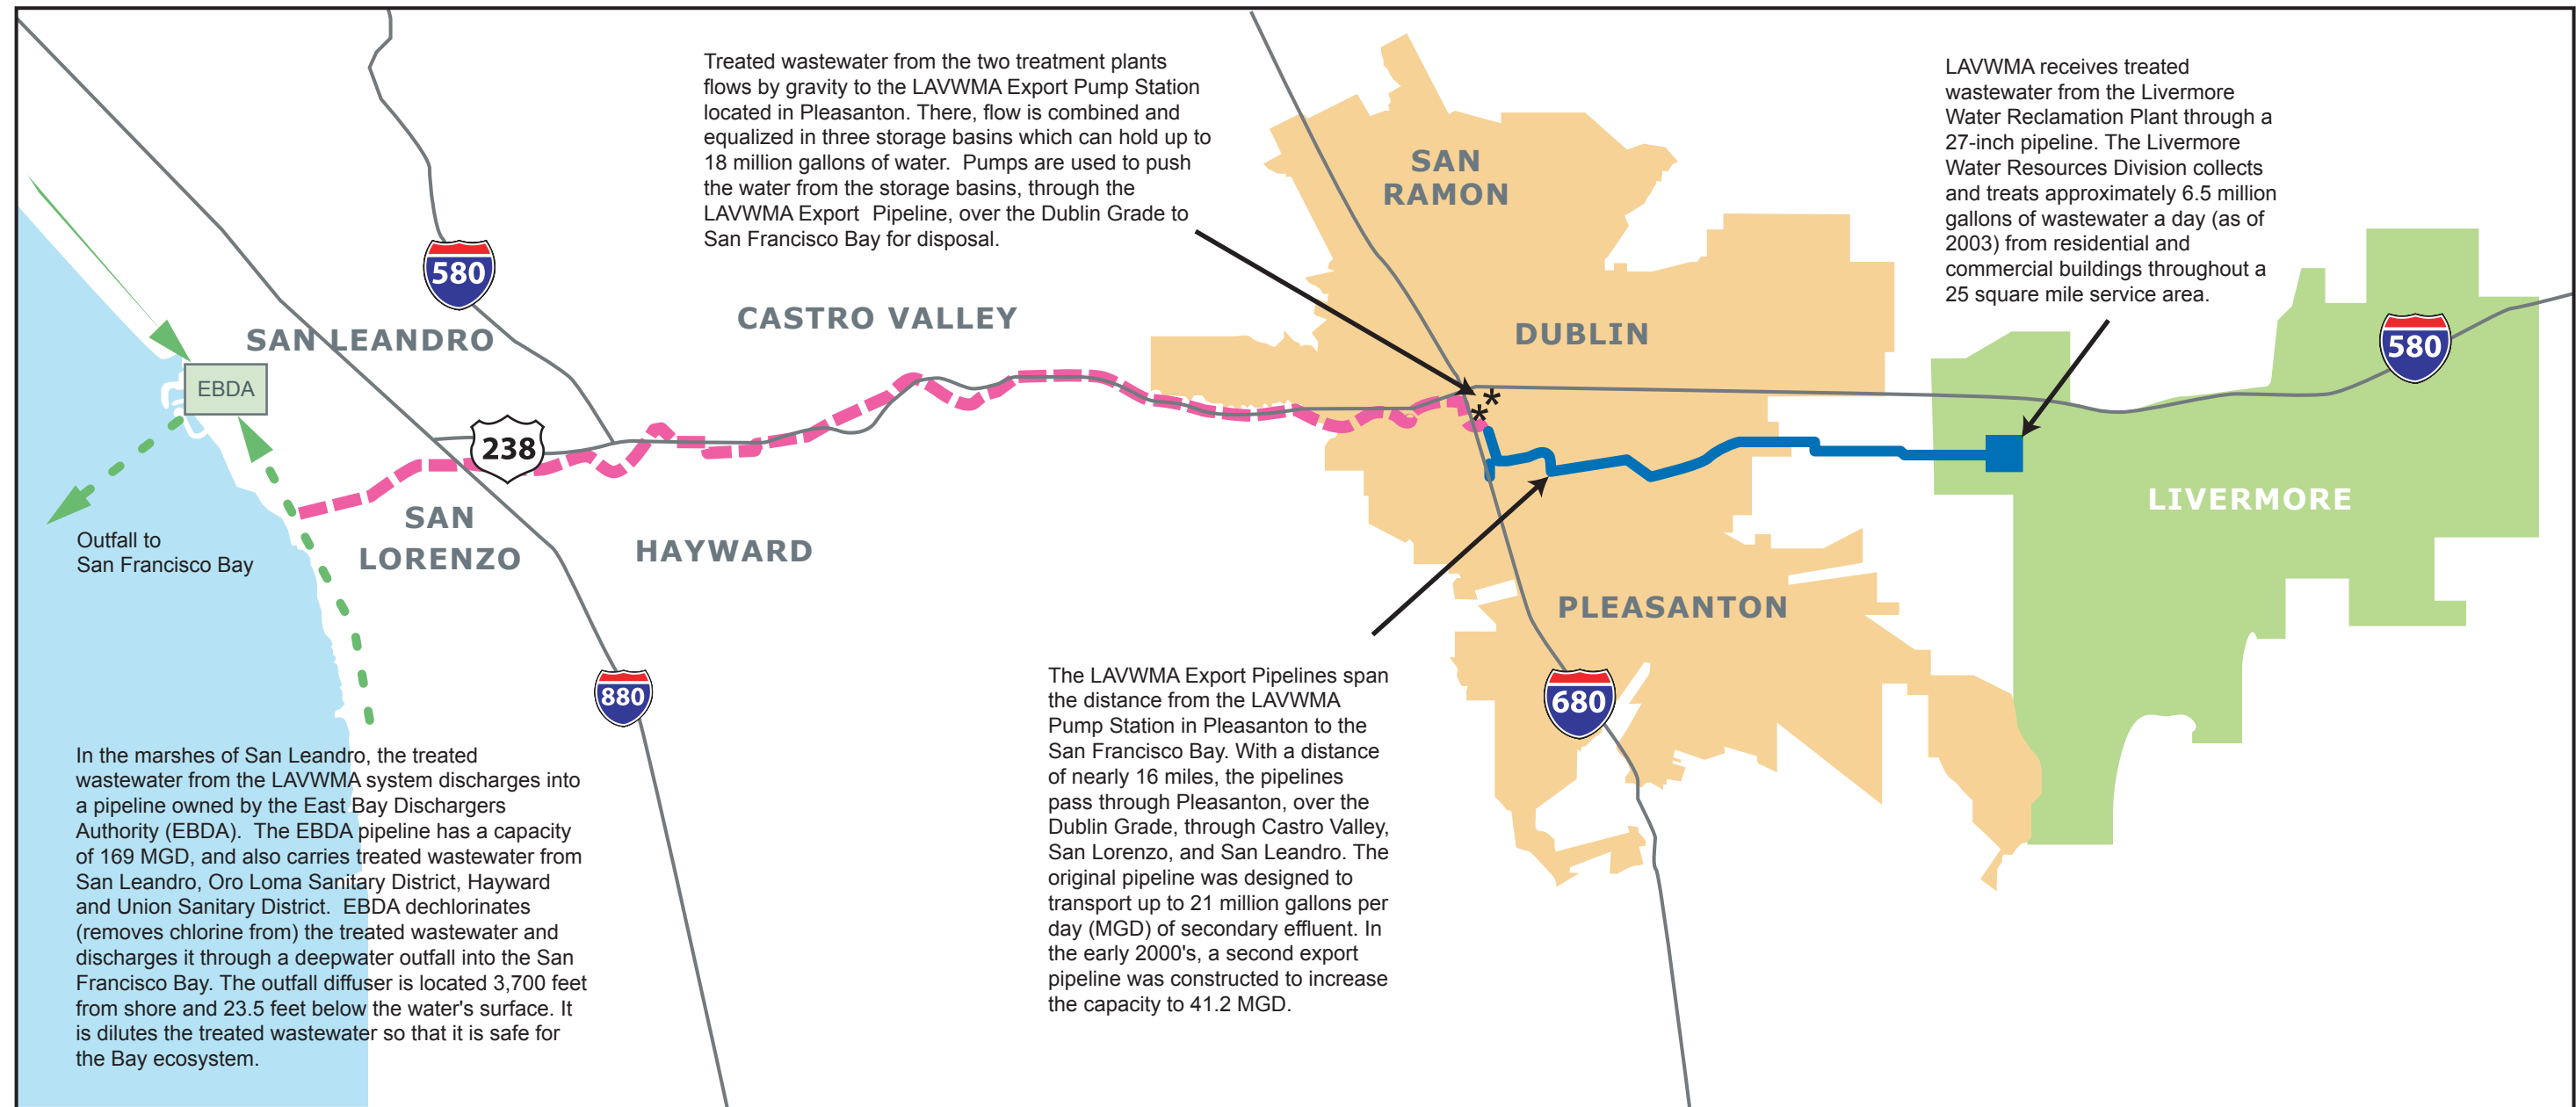 Treated wastewater from the two treatment plants
flows by gravity to the LAVWMA Export Pump Station
located in Pleasanton. There, flow is combined and
equalized in three storage basins which can hold up to
18 million gallons of water. Pumps are used to push
the water from the storage basins, through the
LAVWMA Export Pipeline, over the Dublin Grade to
San Francisco Bay for disposal.
LAVWMA receives treated
wastewater from the Livermore
Water Reclamation Plant through a
27-inch pipeline. The Livermore
Water Resources Division collects
and treats approximately 6.5 million
gallons of wastewater a day (as of
2003) from residential and
commercial buildings throughout a
25 square mile service area.
SAN
RAMON
580
SAN LEANDRO
CASTRO VALLEY
DUBLIN
580
EBDA
*
*
238
LIVERMORE
Outfall to
San Francisco Bay
SAN
LORENZO
HAYWARD
PLEASANTON
880
680
The LAVWMA Export Pipelines span
the distance from the LAVWMA
Pump Station in Pleasanton to the
San Francisco Bay. With a distance
of nearly 16 miles, the pipelines
pass through Pleasanton, over the
Dublin Grade, through Castro Valley,
San Lorenzo, and San Leandro. The
original pipeline was designed to
transport up to 21 million gallons per
day (MGD) of secondary effluent. In
the early 2000's, a second export
pipeline was constructed to increase
the capacity to 41.2 MGD.
In the marshes of San Leandro, the treated
wastewater from the LAVWMA system discharges into
a pipeline owned by the East Bay Dischargers
Authority (EBDA). The EBDA pipeline has a capacity
of 169 MGD, and also carries treated wastewater from
San Leandro, Oro Loma Sanitary District, Hayward
and Union Sanitary District. EBDA dechlorinates
(removes chlorine from) the treated wastewater and
discharges it through a deepwater outfall into the San
Francisco Bay. The outfall diffuser is located 3,700 feet
from shore and 23.5 feet below the water's surface. It
is dilutes the treated wastewater so that it is safe for
the Bay ecosystem.